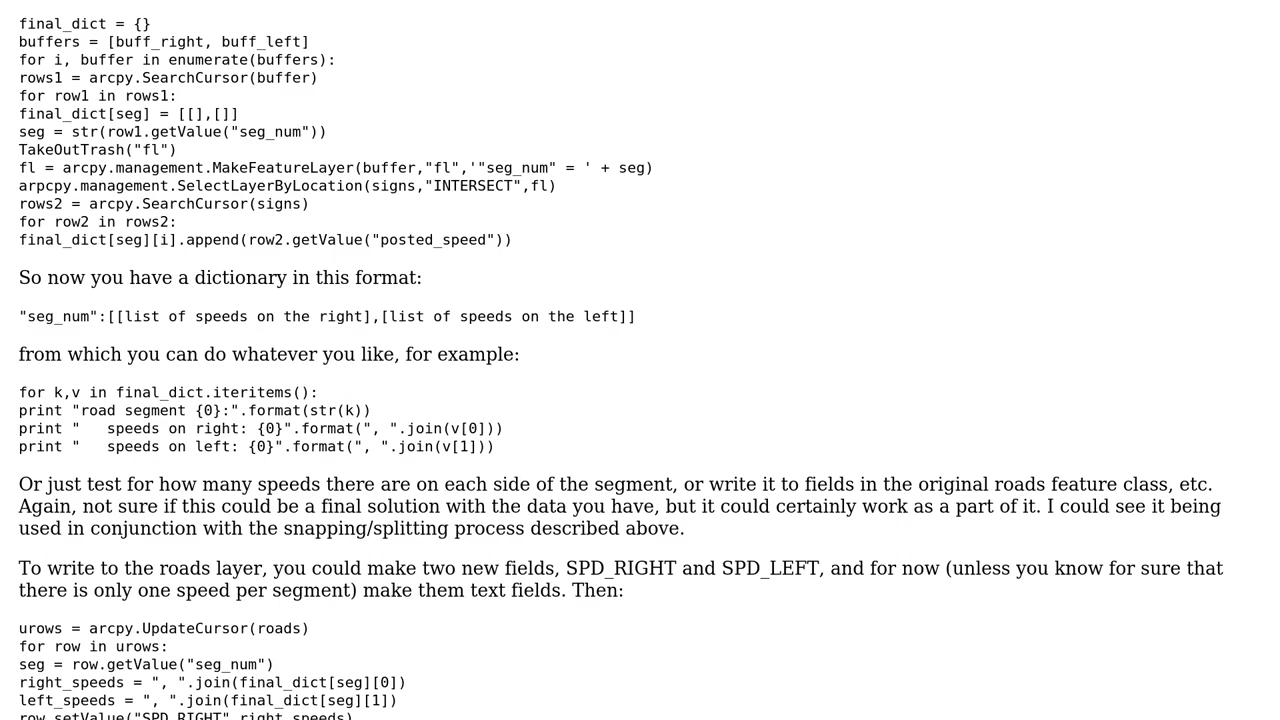 final_dict = {}
buffers = [buff_right, buff_left]
for i, buffer in enumerate(buffers):
rows1 = arcpy.SearchCursor(buffer)
for row1 in rows1:
final_dict[seg] = [[],[]]
seg = str(row1.getValue("seg_num"))
TakeOutTrash("fl")
fl = arcpy.management.MakeFeatureLayer(buffer,"fl",'"seg_num" = ' + seg)
arpcpy.management.SelectLayerByLocation(signs,"INTERSECT",fl)
rows2 = arcpy.SearchCursor(signs)
for row2 in rows2:
final_dict[seg][i].append(row2.getValue("posted_speed"))
So now you have a dictionary in this format:
"seg_num":[[list of speeds on the right],[list of speeds on the left]]
from which you can do whatever you like, for example:
for k,v in final_dict.iteritems():
print "road segment {0}:".format(str(k))
print "   speeds on right: {0}".format(", ".join(v[0]))
print "   speeds on left: {0}".format(", ".join(v[1]))
Or just test for how many speeds there are on each side of the segment, or write it to fields in the original roads feature class, etc.
Again, not sure if this could be a final solution with the data you have, but it could certainly work as a part of it. I could see it being
used in conjunction with the snapping/splitting process described above.
To write to the roads layer, you could make two new fields, SPD_RIGHT and SPD_LEFT, and for now (unless you know for sure that
there is only one speed per segment) make them text fields. Then:
urows = arcpy.UpdateCursor(roads)
for row in urows:
seg = row.getValue("seg_num")
right_speeds = ", ".join(final_dict[seg][0])
left_speeds = ", ".join(final_dict[seg][1])
row.setValue("SPD_RIGHT",right_speeds)